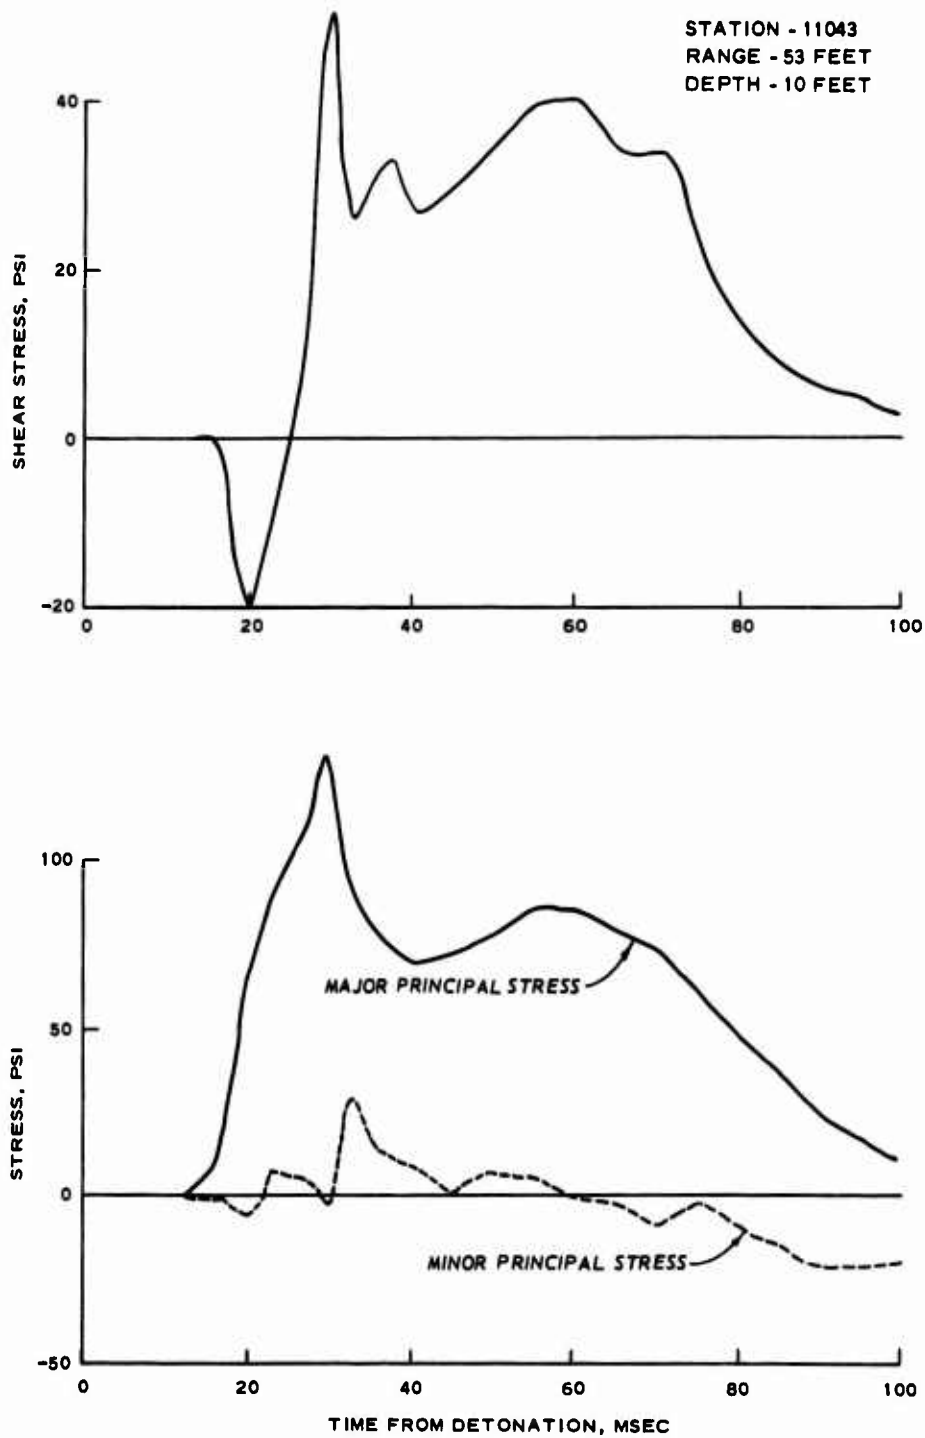 STATION - 11043
RANGE - 53 FEET
DEPTH - 10 FEET
40
20
0
-20
SHEAR STRESS, PSI
0 20 40 60 80 100
100
50
0
-50
STRESS, PSI
MAJOR PRINCIPAL STRESS
MINOR PRINCIPAL STRESS
0 20 40 60 80 100
TIME FROM DETONATION, MSEC